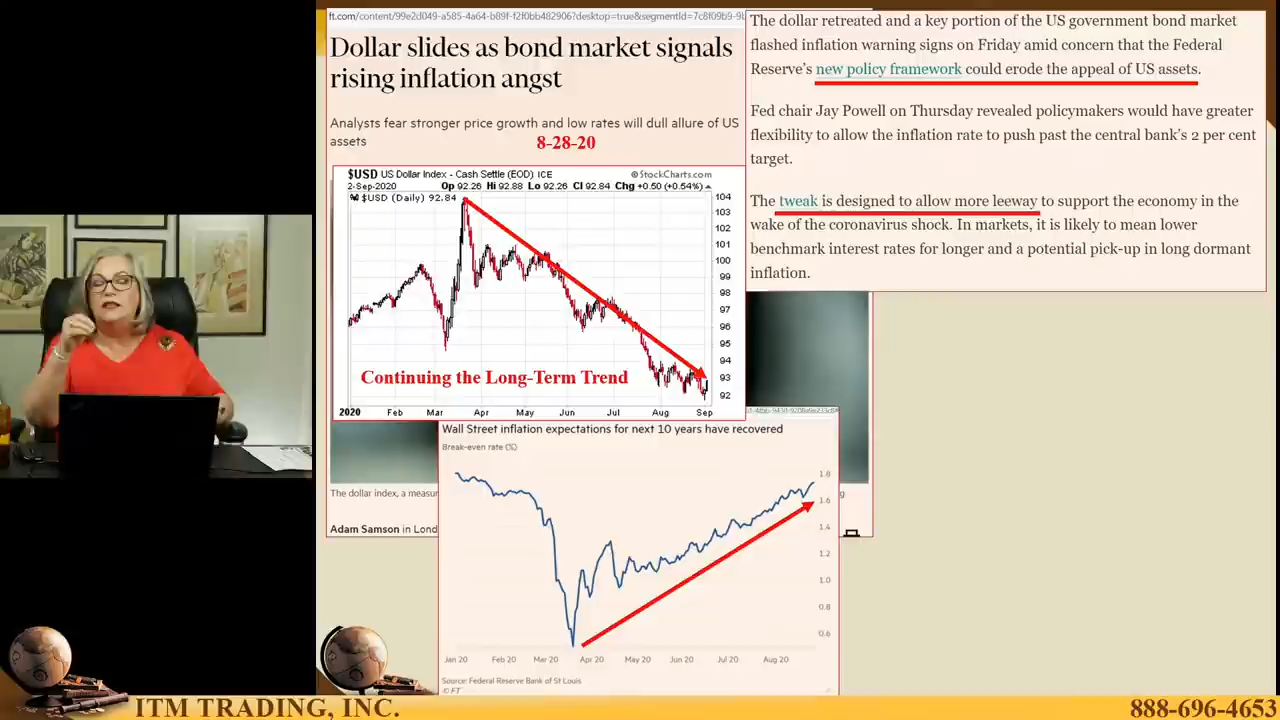 ft.com/content/99e2d049-a585-4a64-b89f-f2f0bb482906?desktop=true&segmentId=7c8f09b9-9b
Dollar slides as bond market signals
rising inflation angst
Analysts fear stronger price growth and low rates will dull allure of US
assets
8-28-20
$USD US Dollar Index - Cash Settle (EOD) ICE
© StockCharts.com
2-Sep-2020
Op 92.26 Hi 92.88 Lo 92.26 Cl 92.84 Chg +0.50 (+0.54%)
$USD (Daily) 92.84
104
103
102
101
100
99
98
97
96
95
94
93
92
Continuing the Long-Term Trend
2020 Feb Mar Apr May Jun Jul Aug Sep
The dollar retreated and a key portion of the US government bond market
flashed inflation warning signs on Friday amid concern that the Federal
Reserve's new policy framework could erode the appeal of US assets.
Fed chair Jay Powell on Thursday revealed policymakers would have greater
flexibility to allow the inflation rate to push past the central bank's 2 per cent
target.
The tweak is designed to allow more leeway to support the economy in the
wake of the coronavirus shock. In markets, it is likely to mean lower
benchmark interest rates for longer and a potential pick-up in long dormant
inflation.
Wall Street inflation expectations for next 10 years have recovered
Break-even rate (%)
1.8
1.6
1.4
1.2
1.0
0.8
0.6
Jan 20 Feb 20 Mar 20 Apr 20 May 20 Jun 20 Jul 20 Aug 20
Source: Federal Reserve Bank of St Louis
© FT
The dollar index, a measur
Adam Samson in Lond
ITM TRADING, INC.
888-696-4653